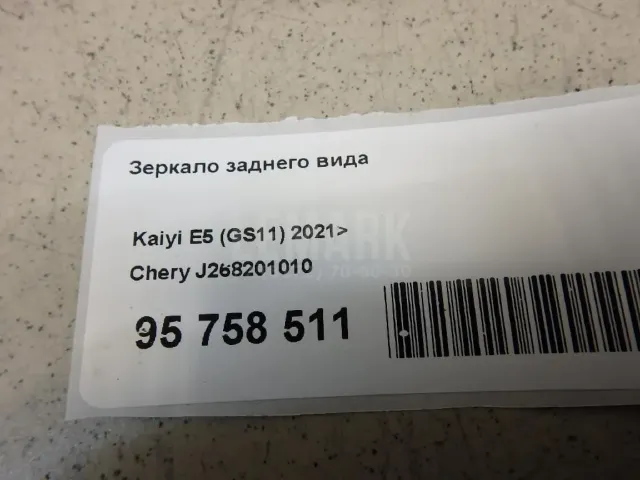 Зеркало заднего вида
Kaiyi E5 (GS11) 2021>
Chery J268201010
95 758 511